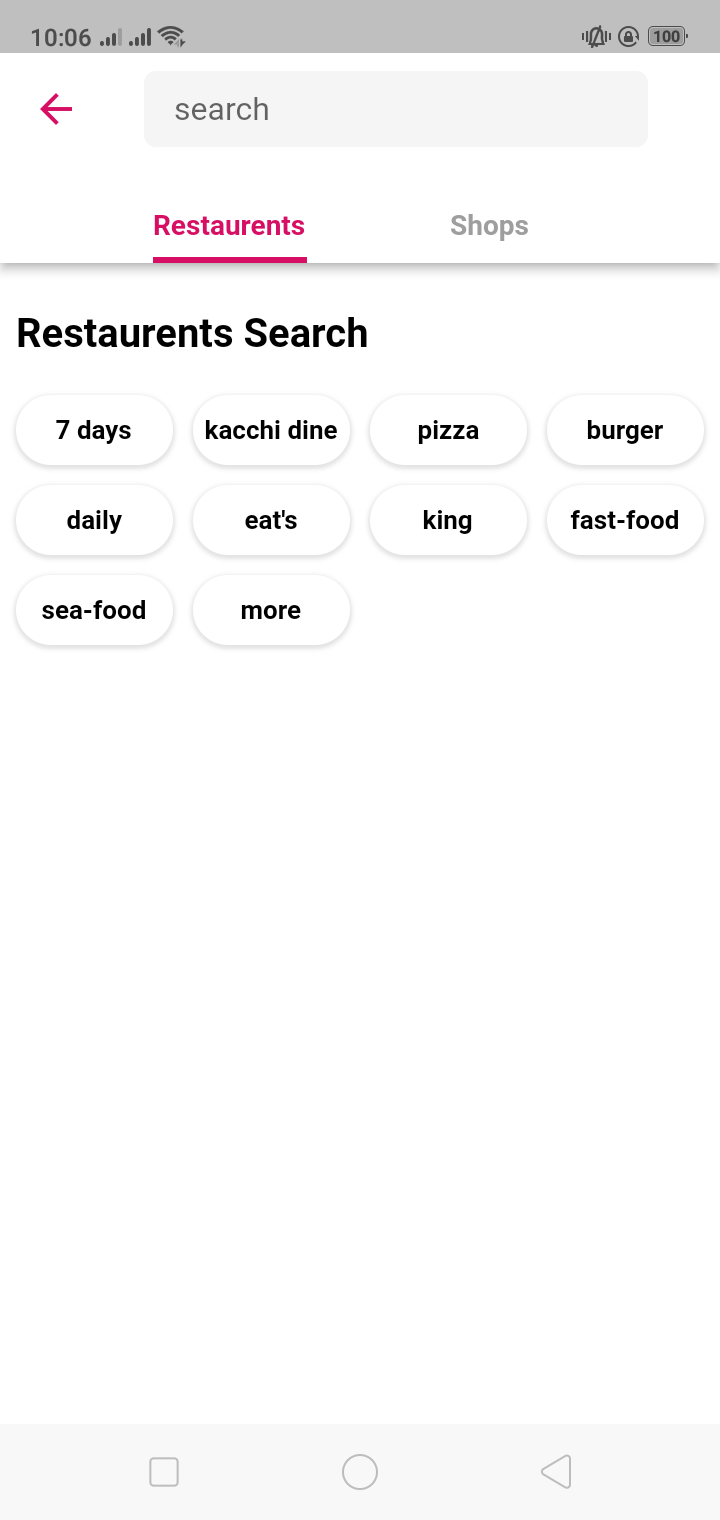 10:06 100
search
Restaurents Shops
Restaurents Search
7 days kacchi dine pizza burger
daily eat's king fast-food
sea-food more